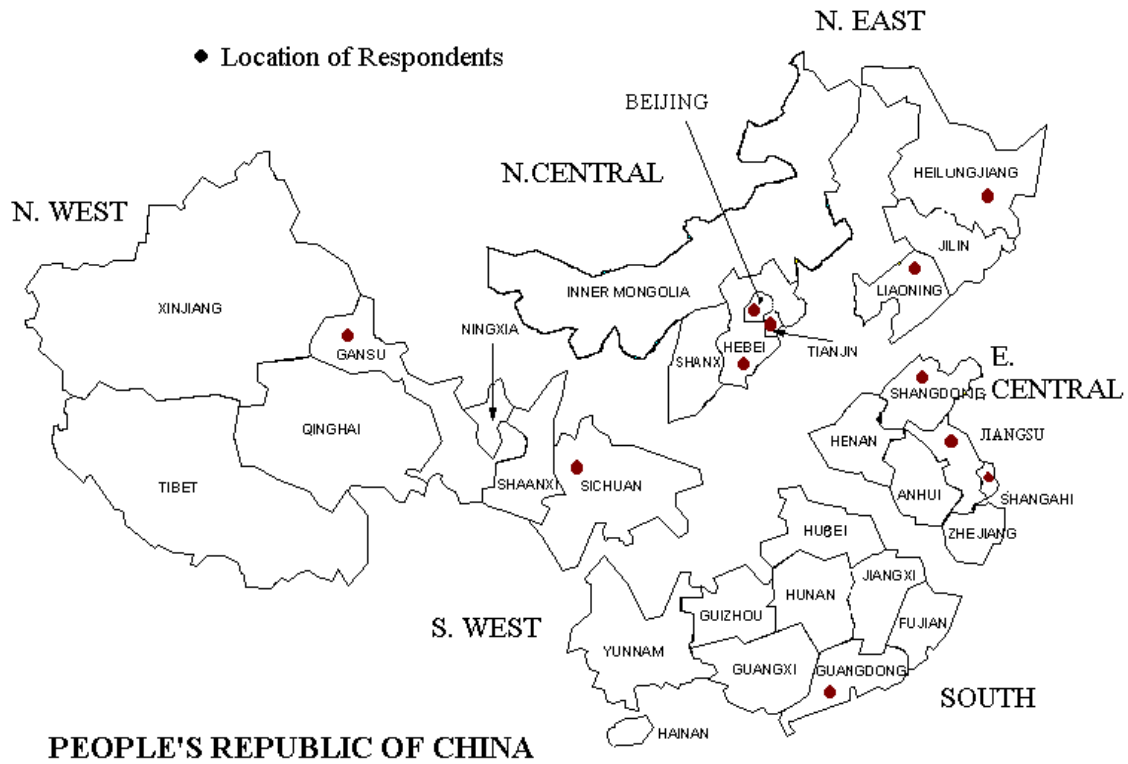 N. EAST
Location of Respondents
BEIJING
N.CENTRAL
HEILUNGJIANG
N. WEST
JILIN
INNER MONGOLIA
LIAONING
XINJIANG
NINGXIA
GANSU
SHANX
HEBEI
TIANJIN
E.
CENTRAL
SHANGDONG
QINGHAI
HENAN
JIANGSU
TIBET
SHAANXI
SICHUAN
ANHUI
SHANGAHI
HUBEI
ZHEJIANG
JIANGXI
HUNAN
S. WEST
GUIZHOU
FUJIAN
YUNNAM
GUANGXI
GUANGDONG
SOUTH
HAINAN
PEOPLE'S REPUBLIC OF CHINA